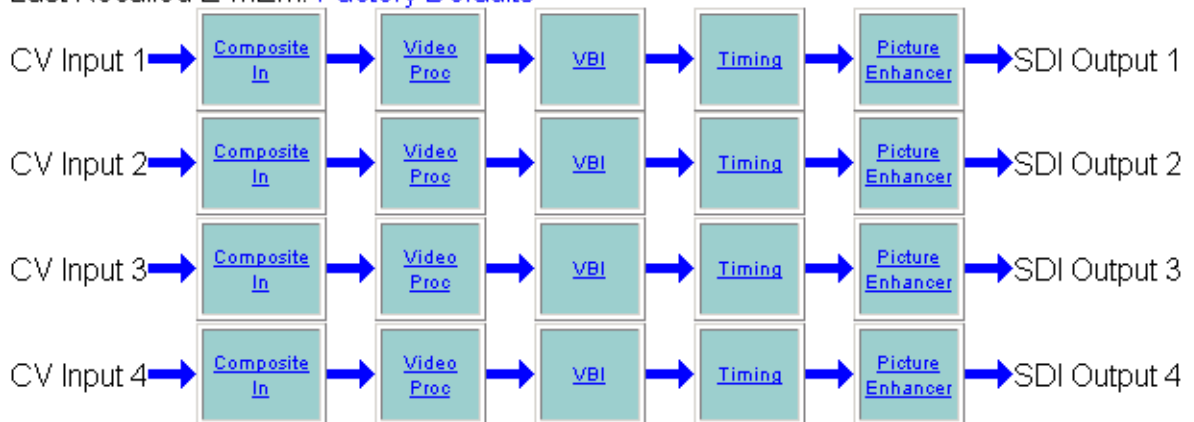 Factory Defaults
CV Input 1 Composite In Video Proc VBI Timing Picture Enhancer SDI Output 1
CV Input 2 Composite In Video Proc VBI Timing Picture Enhancer SDI Output 2
CV Input 3 Composite In Video Proc VBI Timing Picture Enhancer SDI Output 3
CV Input 4 Composite In Video Proc VBI Timing Picture Enhancer SDI Output 4